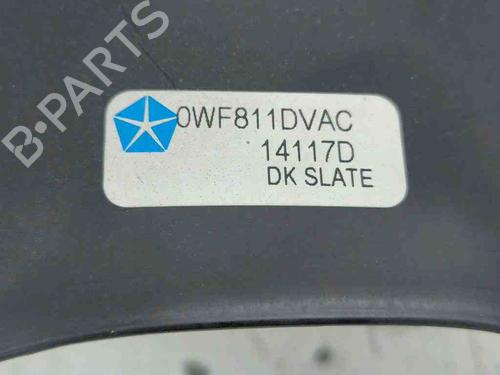 B-PARTS
0WF811DVAC
14117D
DK SLATE